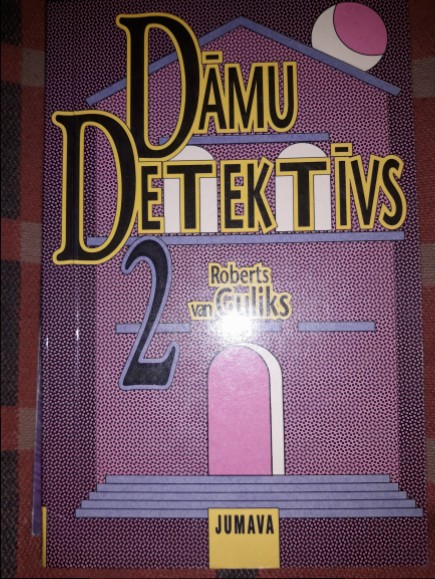 DĀMU
DETEKTĪVS
2
Roberts
van Guliks
JUMAVA